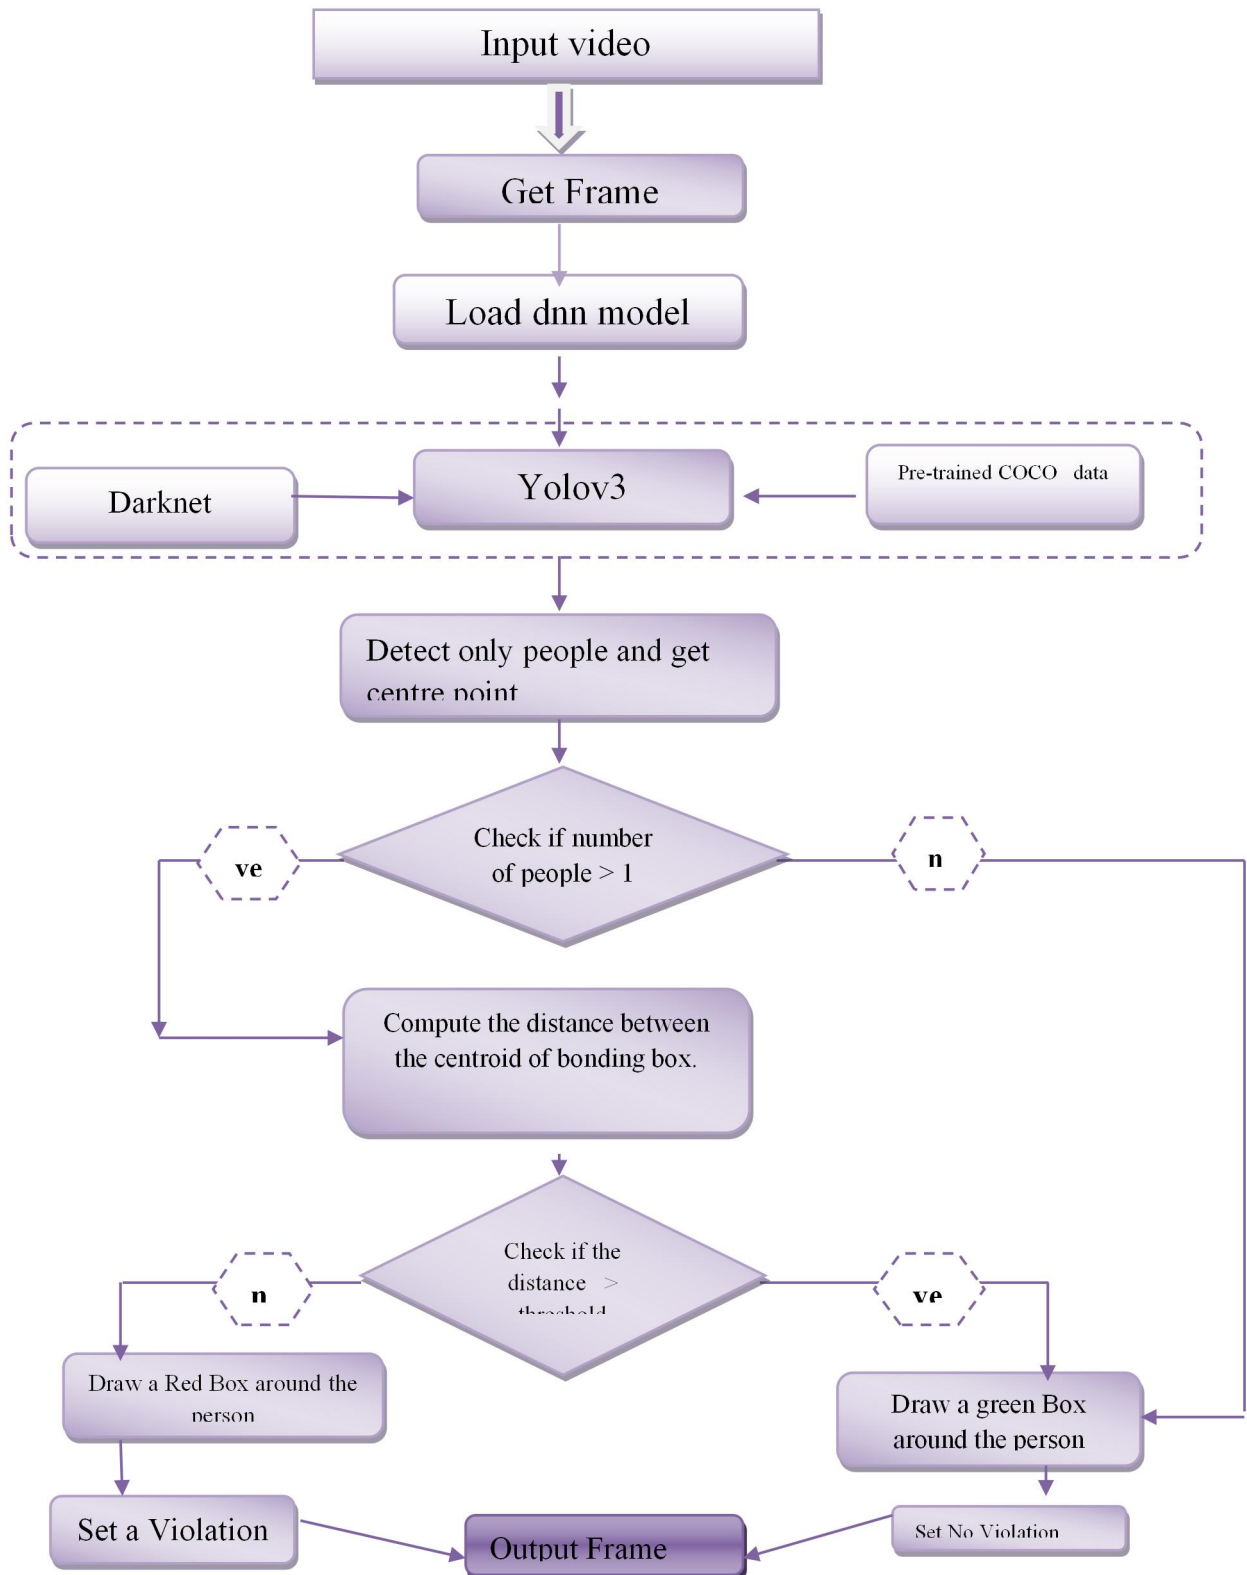 Input video
Get Frame
Load dnn model
Darknet
Yolov3
Pre-trained COCO data
Detect only people and get
centre point
Check if number
of people > 1
ve
n
Compute the distance between
the centroid of bonding box.
Check if the
distance >
threshold
n
ve
Draw a Red Box around the
person
Draw a green Box
around the person
Set a Violation
Output Frame
Set No Violation